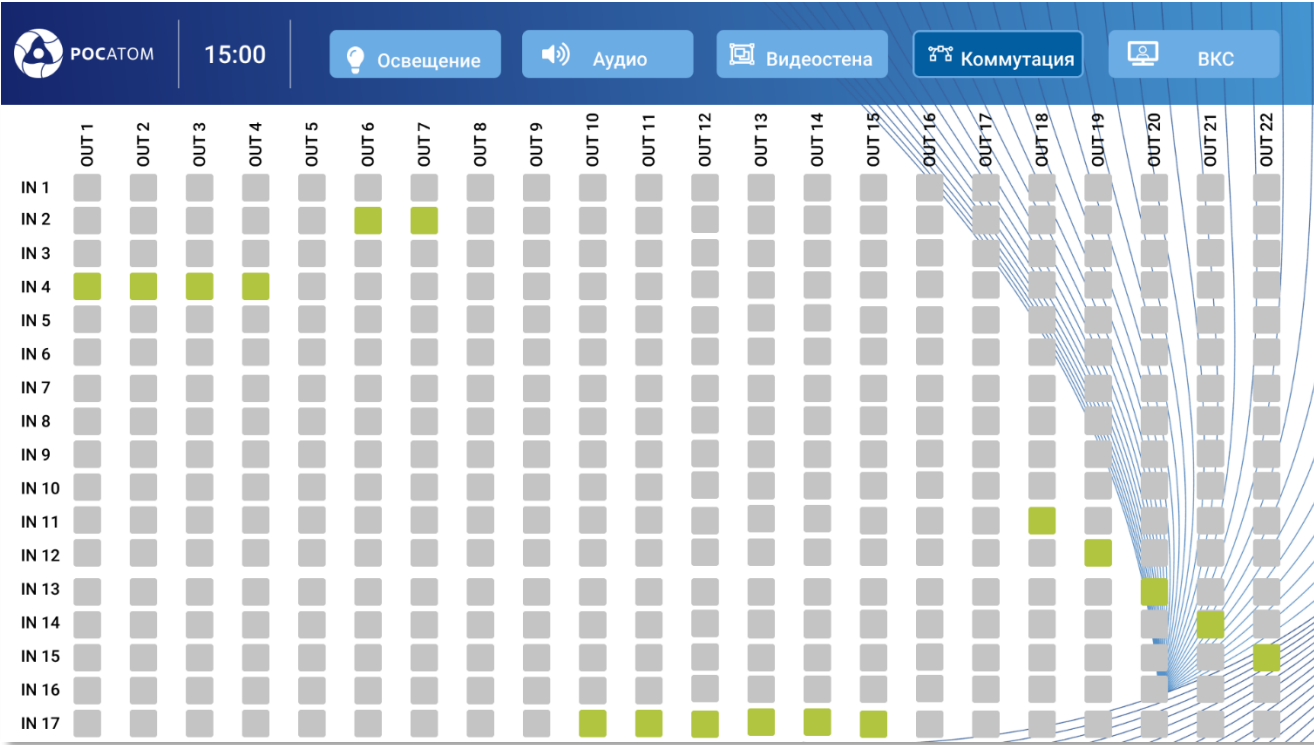 РОСАТОМ 15:00 Освещение Аудио Видеостена Коммутация ВКС
OUT 1 OUT 2 OUT 3 OUT 4 OUT 5 OUT 6 OUT 7 OUT 8 OUT 9 OUT 10 OUT 11 OUT 12 OUT 13 OUT 14 OUT 15 OUT 16 OUT 17 OUT 18 OUT 19 OUT 20 OUT 21 OUT 22
IN 1
IN 2
IN 3
IN 4
IN 5
IN 6
IN 7
IN 8
IN 9
IN 10
IN 11
IN 12
IN 13
IN 14
IN 15
IN 16
IN 17